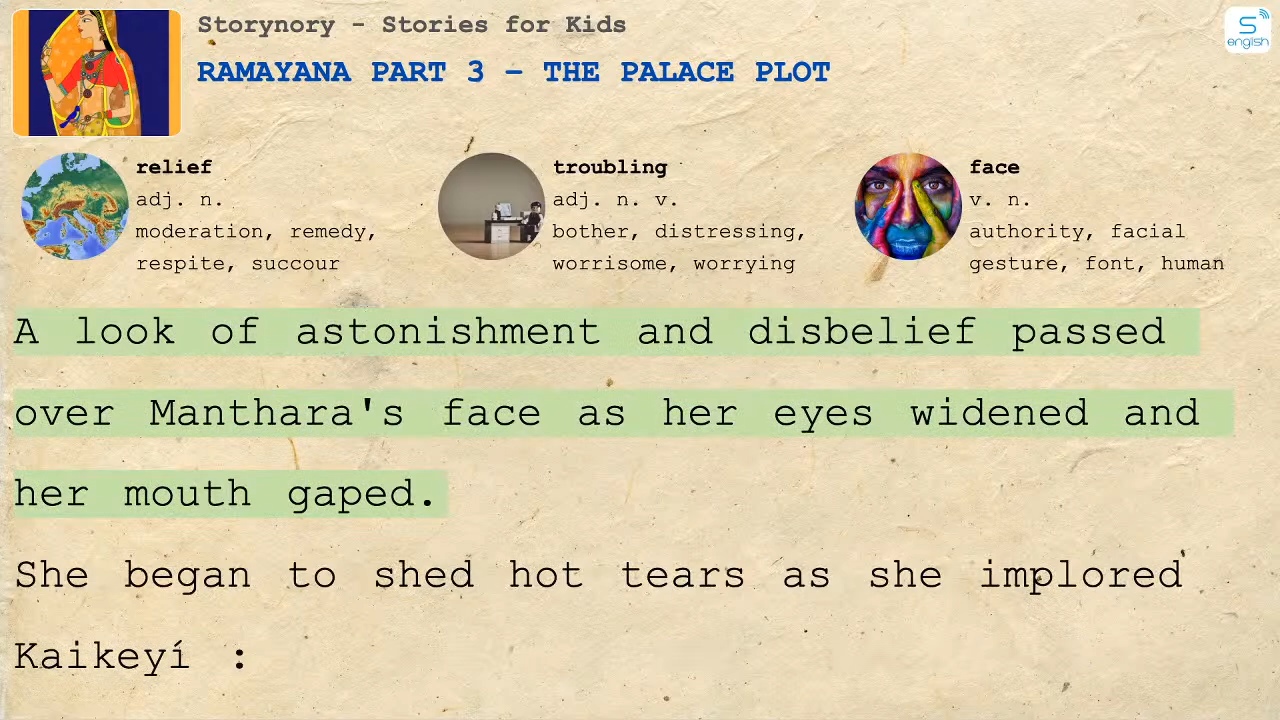 Storynory - Stories for Kids
RAMAYANA PART 3 – THE PALACE PLOT
S
english
relief
adj. n.
moderation, remedy,
respite, succour
troubling
adj. n. v.
bother, distressing,
worrisome, worrying
face
v. n.
authority, facial
gesture, font, human
A look of astonishment and disbelief passed
over Manthara's face as her eyes widened and
her mouth gaped.
She began to shed hot tears as she implored
Kaikeyí :